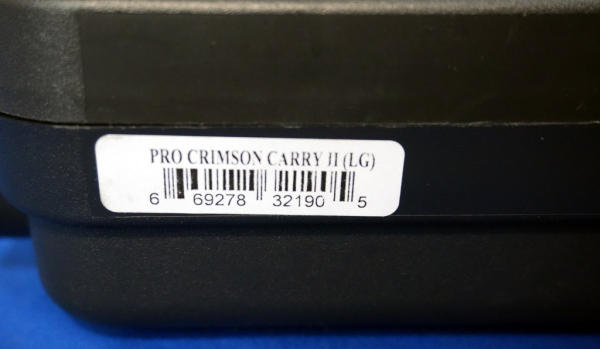 PRO CRIMSON CARRY II (LG)
6 69278 32190 5